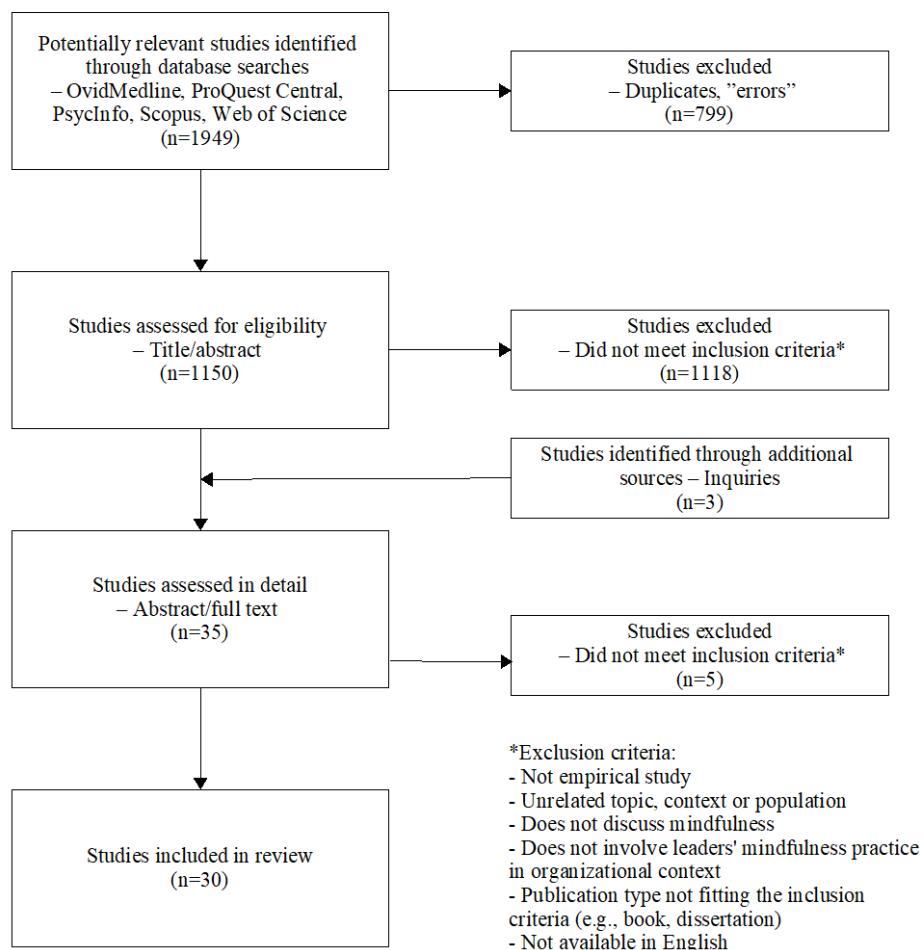 Potentially relevant studies identified
through database searches
– OvidMedline, ProQuest Central,
PsycInfo, Scopus, Web of Science
(n=1949)
Studies excluded
– Duplicates, ”errors”
(n=799)
Studies assessed for eligibility
– Title/abstract
(n=1150)
Studies excluded
– Did not meet inclusion criteria*
(n=1118)
Studies identified through additional
sources – Inquiries
(n=3)
Studies assessed in detail
– Abstract/full text
(n=35)
Studies excluded
– Did not meet inclusion criteria*
(n=5)
Studies included in review
(n=30)
*Exclusion criteria:
- Not empirical study
- Unrelated topic, context or population
- Does not discuss mindfulness
- Does not involve leaders' mindfulness practice
in organizational context
- Publication type not fitting the inclusion
criteria (e.g., book, dissertation)
- Not available in English